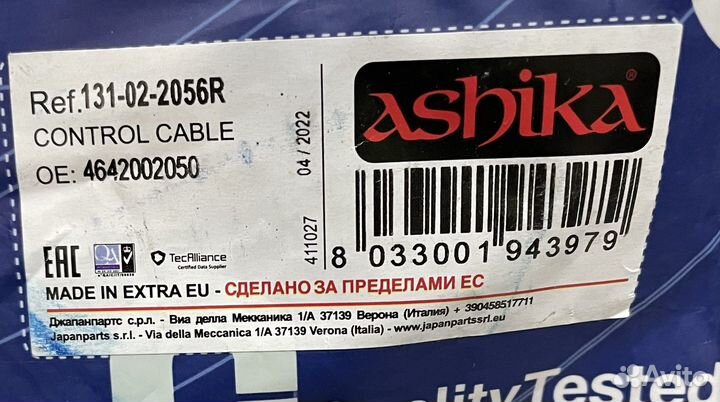 Ref.131-02-2056R
CONTROL CABLE
OE: 4642002050
04 / 2022
411027
ashika®
8 033001 943979
EAC
TecAlliance
Certified Data Supplier
MADE IN EXTRA EU - СДЕЛАНО ЗА ПРЕДЕЛАМИ ЕС
Джапанпартс с.р.л. - Виа делла Мекканика 1/А 37139 Верона (Италия) + 390458517711
Japanparts s.r.l. - Via della Meccanica 1/A 37139 Verona (Italia) - www.japanpartssrl.eu
lityTested
Avito